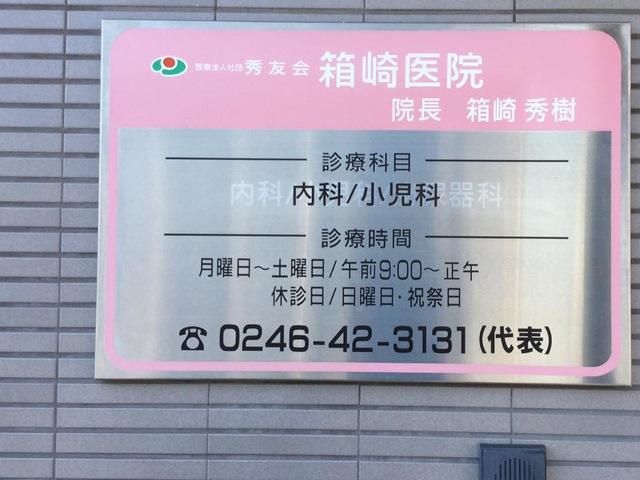 医療法人社団 秀友会 箱崎医院
院長 箱崎 秀樹
診療科目
内科/小児科
診療時間
月曜日～土曜日/午前9:00～正午
休診日/日曜日・祝祭日
☎ 0246-42-3131(代表)